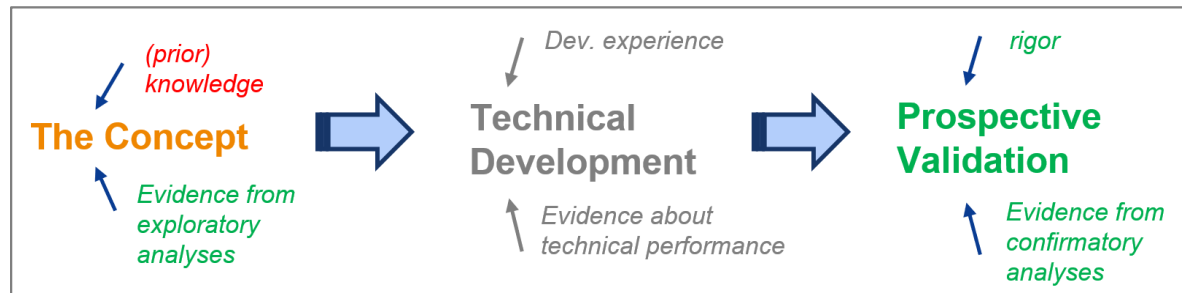 (prior)
knowledge
The Concept
Evidence from
exploratory
analyses
Dev. experience
Technical
Development
Evidence about
technical performance
rigor
Prospective
Validation
Evidence from
confirmatory
analyses